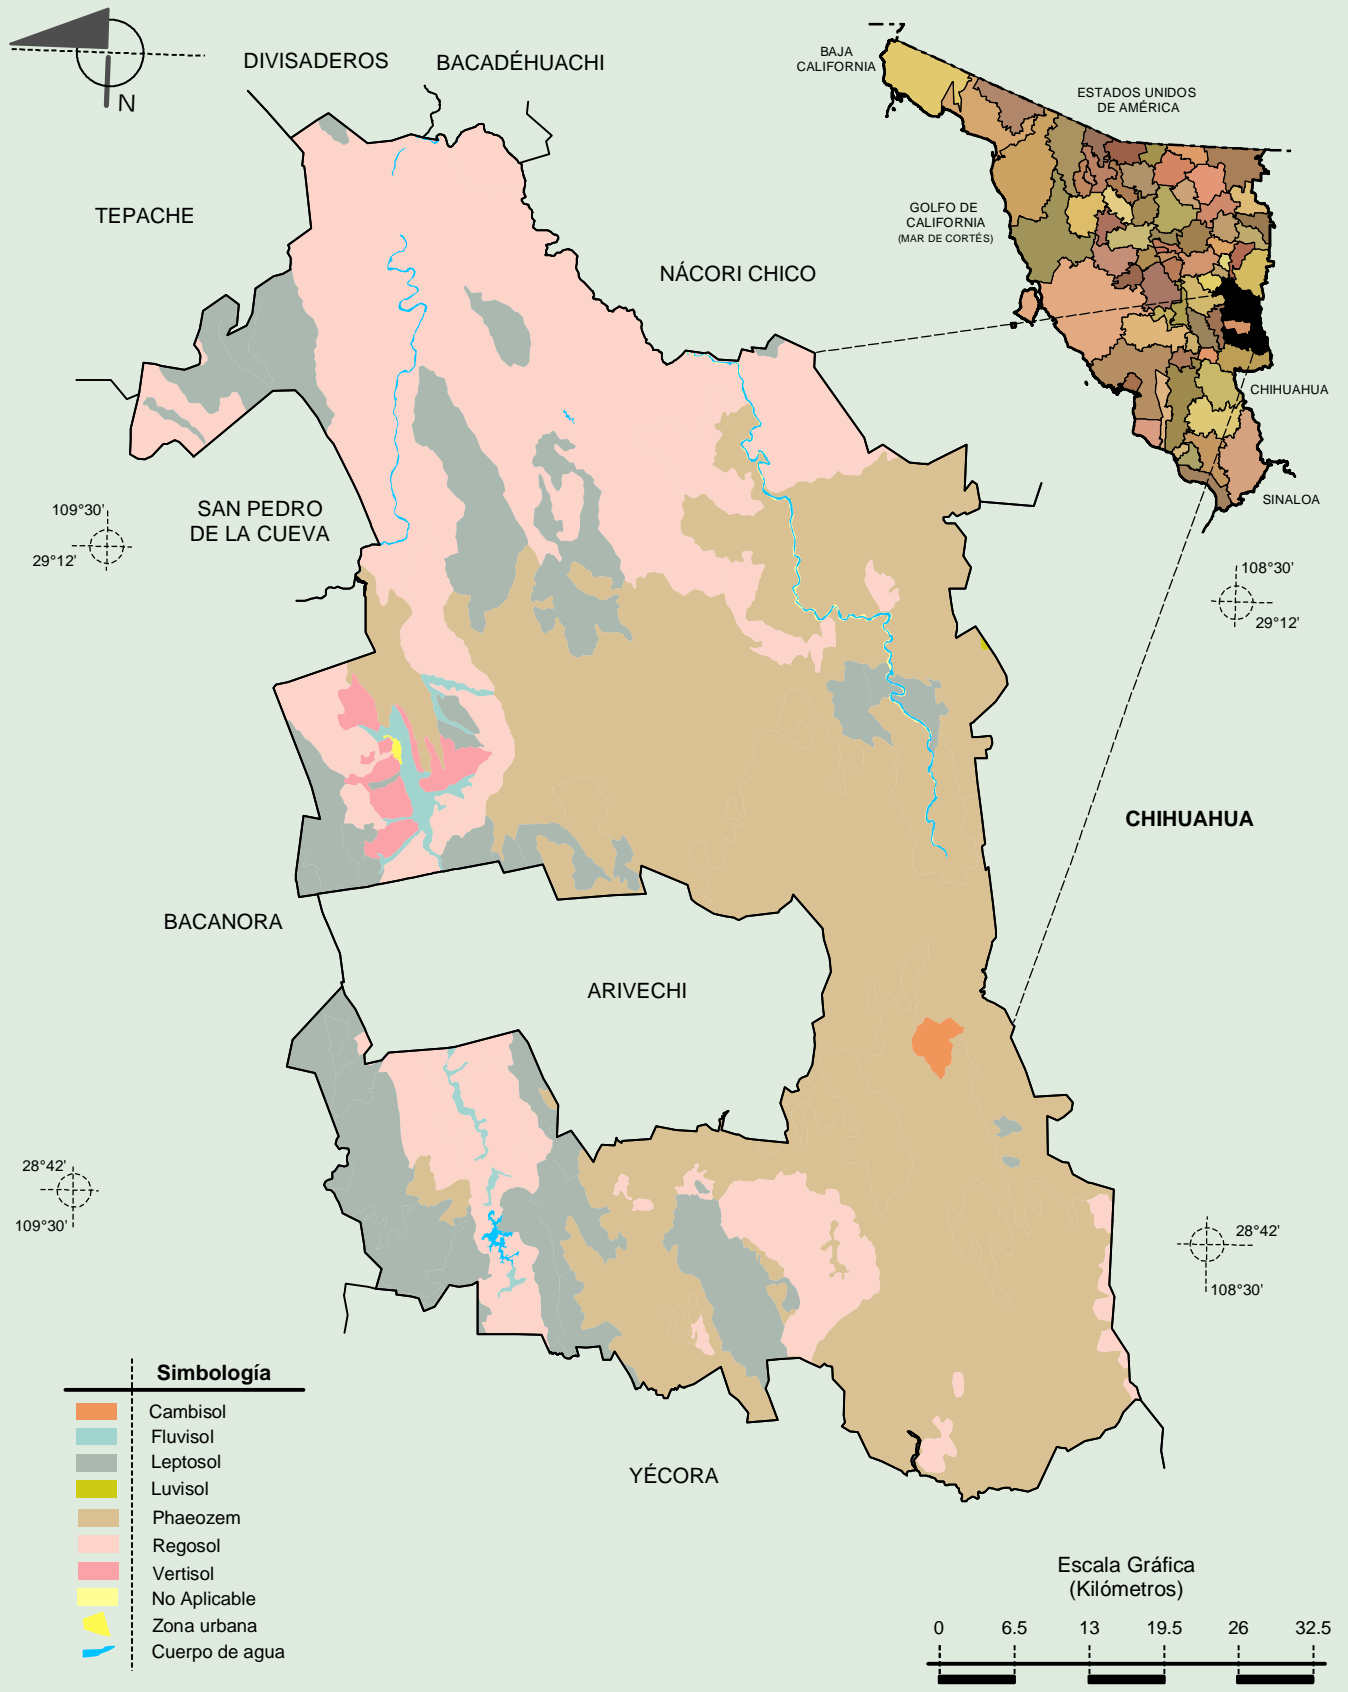 N
DIVISADEROS
BACADÉHUACHI
TEPACHE
NÁCORI CHICO
SAN PEDRO
DE LA CUEVA
109°30'
29°12'
BAJA
CALIFORNIA
ESTADOS UNIDOS
DE AMÉRICA
GOLFO DE
CALIFORNIA
(MAR DE CORTÉS)
CHIHUAHUA
SINALOA
108°30'
29°12'
CHIHUAHUA
BACANORA
ARIVECHI
28°42'
109°30'
28°42'
108°30'
YÉCORA
Simbología
Cambisol
Fluvisol
Leptosol
Luvisol
Phaeozem
Regosol
Vertisol
No Aplicable
Zona urbana
Cuerpo de agua
Escala Gráfica
(Kilómetros)
0 6.5 13 19.5 26 32.5